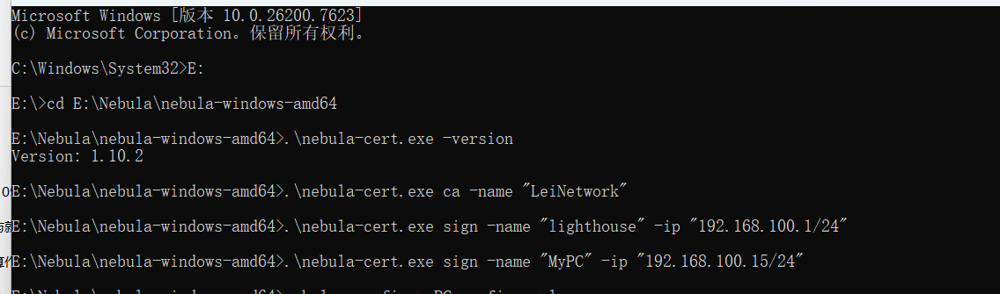 Microsoft Windows [版本 10.0.26200.7623]
(c) Microsoft Corporation。保留所有权利。
C:\Windows\System32>E:
E:\>cd E:\Nebula\nebula-windows-amd64
E:\Nebula\nebula-windows-amd64>.\nebula-cert.exe -version
Version: 1.10.2
E:\Nebula\nebula-windows-amd64>.\nebula-cert.exe ca -name "LeiNetwork"
E:\Nebula\nebula-windows-amd64>.\nebula-cert.exe sign -name "lighthouse" -ip "192.168.100.1/24"
E:\Nebula\nebula-windows-amd64>.\nebula-cert.exe sign -name "MyPC" -ip "192.168.100.15/24"